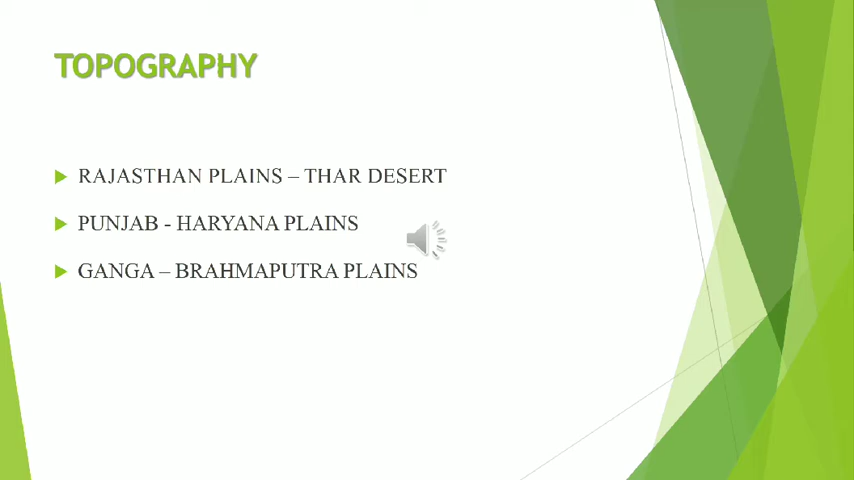 TOPOGRAPHY
RAJASTHAN PLAINS – THAR DESERT
PUNJAB - HARYANA PLAINS
GANGA – BRAHMAPUTRA PLAINS